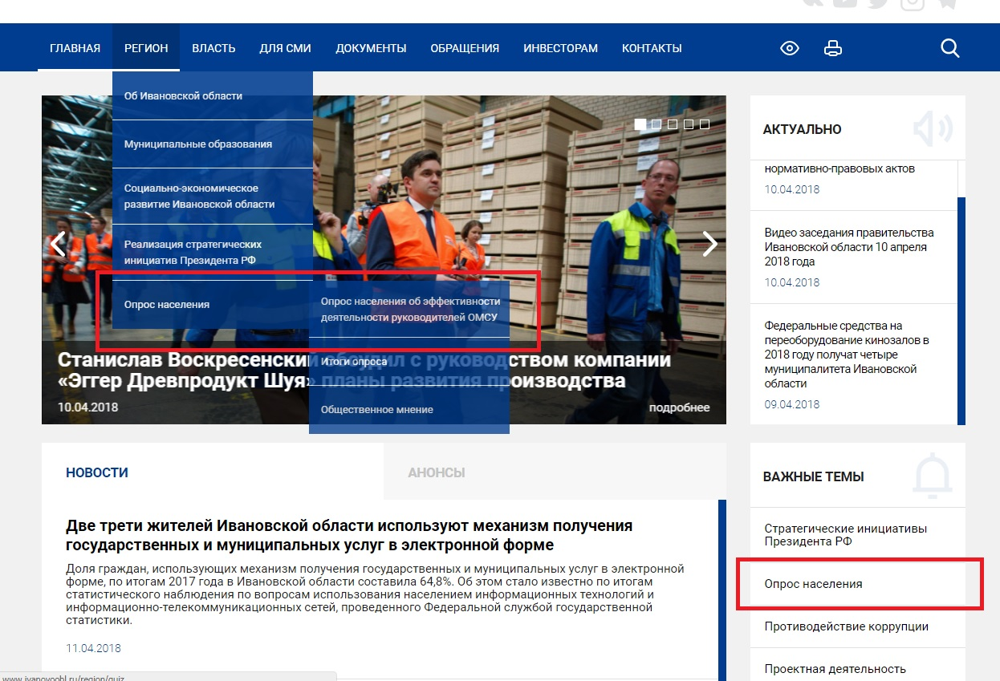 ГЛАВНАЯ РЕГИОН ВЛАСТЬ ДЛЯ СМИ ДОКУМЕНТЫ ОБРАЩЕНИЯ ИНВЕСТОРАМ КОНТАКТЫ
Об Ивановской области
Муниципальные образования
Социально-экономическое
развитие Ивановской области
Реализация стратегических
инициатив Президента РФ
Опрос населения
Опрос населения об эффективности
деятельности руководителей ОМСУ
Итоги опроса
Общественное мнение
Станислав Воскресенский обсудил с руководством компании
«Эггер Древпродукт Шуя» планы развития производства
10.04.2018
подробнее
АКТУАЛЬНО
нормативно-правовых актов
10.04.2018
Видео заседания правительства
Ивановской области 10 апреля
2018 года
10.04.2018
Федеральные средства на
переоборудование кинозалов в
2018 году получат четыре
муниципалитета Ивановской
области
09.04.2018
НОВОСТИ
АНОНСЫ
Две трети жителей Ивановской области используют механизм получения
государственных и муниципальных услуг в электронной форме
Доля граждан, использующих механизм получения государственных и муниципальных услуг в электронной
форме, по итогам 2017 года в Ивановской области составила 64,8%. Об этом стало известно по итогам
статистического наблюдения по вопросам использования населением информационных технологий и
информационно-телекоммуникационных сетей, проведенного Федеральной службой государственной
статистики.
11.04.2018
ВАЖНЫЕ ТЕМЫ
Стратегические инициативы
Президента РФ
Опрос населения
Противодействие коррупции
Проектная деятельность
www.ivanovoobl.ru/region/quiz